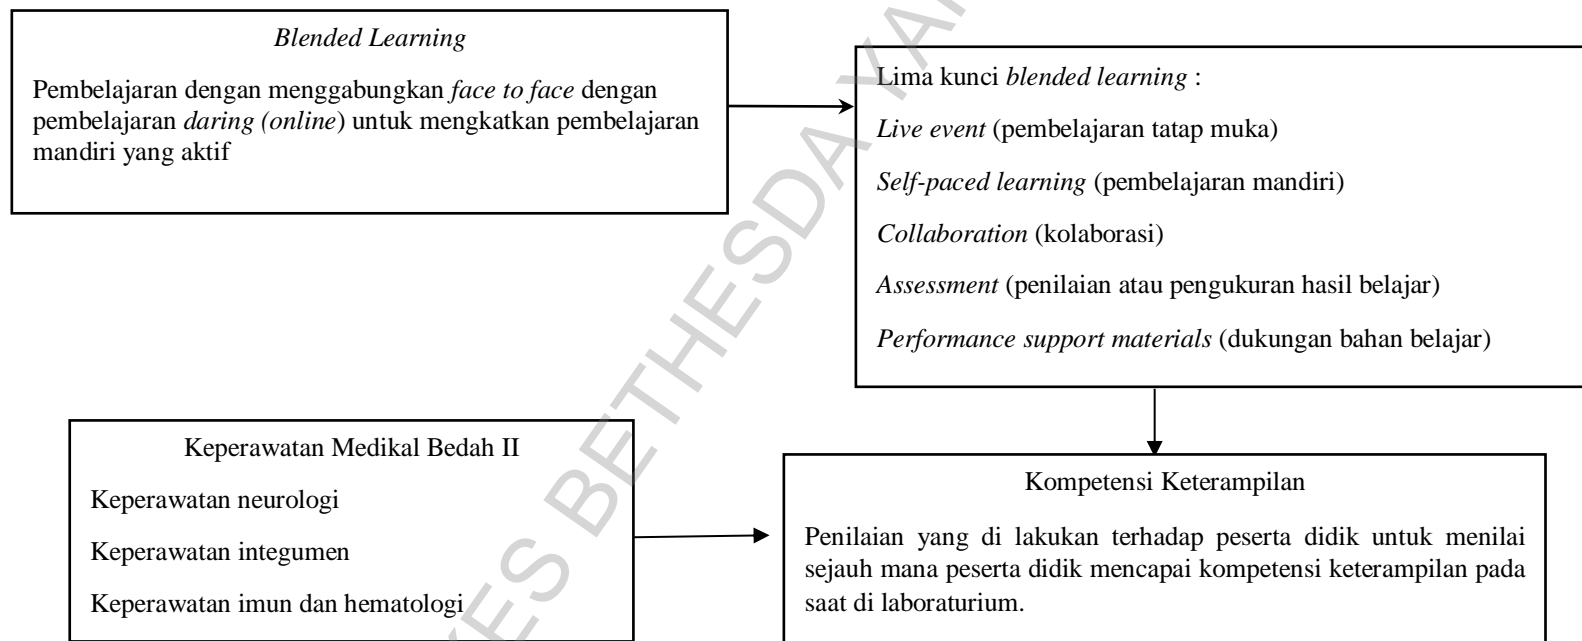 Blended Learning
Pembelajaran dengan menggabungkan face to face dengan
pembelajaran daring (online) untuk mengkatkan pembelajaran
mandiri yang aktif
Lima kunci blended learning :
Live event (pembelajaran tatap muka)
Self-paced learning (pembelajaran mandiri)
Collaboration (kolaborasi)
Assessment (penilaian atau pengukuran hasil belajar)
Performance support materials (dukungan bahan belajar)
Keperawatan Medikal Bedah II
Keperawatan neurologi
Keperawatan integumen
Keperawatan imun dan hematologi
Kompetensi Keterampilan
Penilaian yang di lakukan terhadap peserta didik untuk menilai
sejauh mana peserta didik mencapai kompetensi keterampilan pada
saat di laboraturium.
KES BETHESDA YA